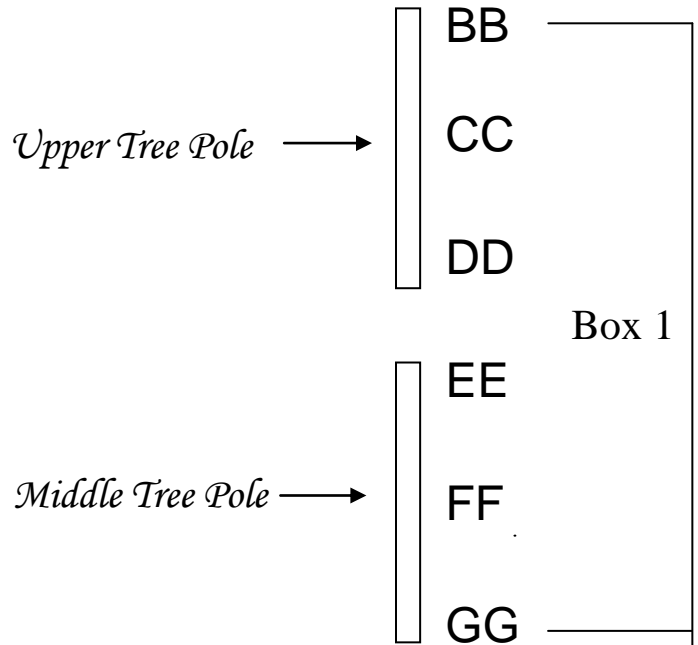 BB
Upper Tree Pole
CC
DD
Box 1
EE
Middle Tree Pole
FF
GG